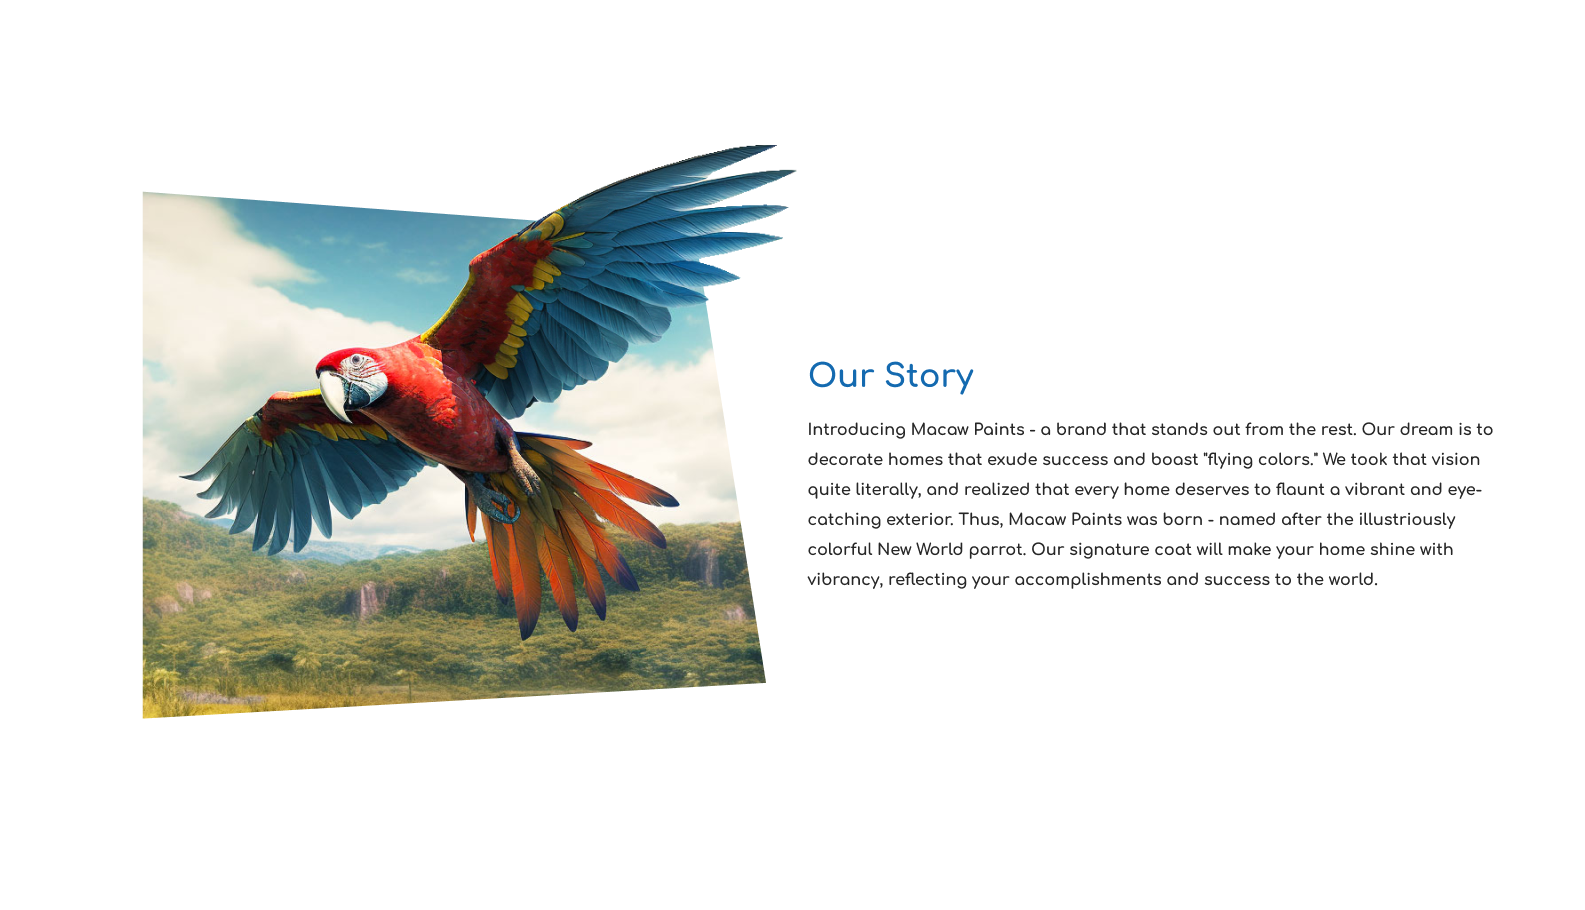 Our Story
Introducing Macaw Paints - a brand that stands out from the rest. Our dream is to
decorate homes that exude success and boast "flying colors." We took that vision
quite literally, and realized that every home deserves to flaunt a vibrant and eye-
catching exterior. Thus, Macaw Paints was born - named after the illustriously
colorful New World parrot. Our signature coat will make your home shine with
vibrancy, reflecting your accomplishments and success to the world.